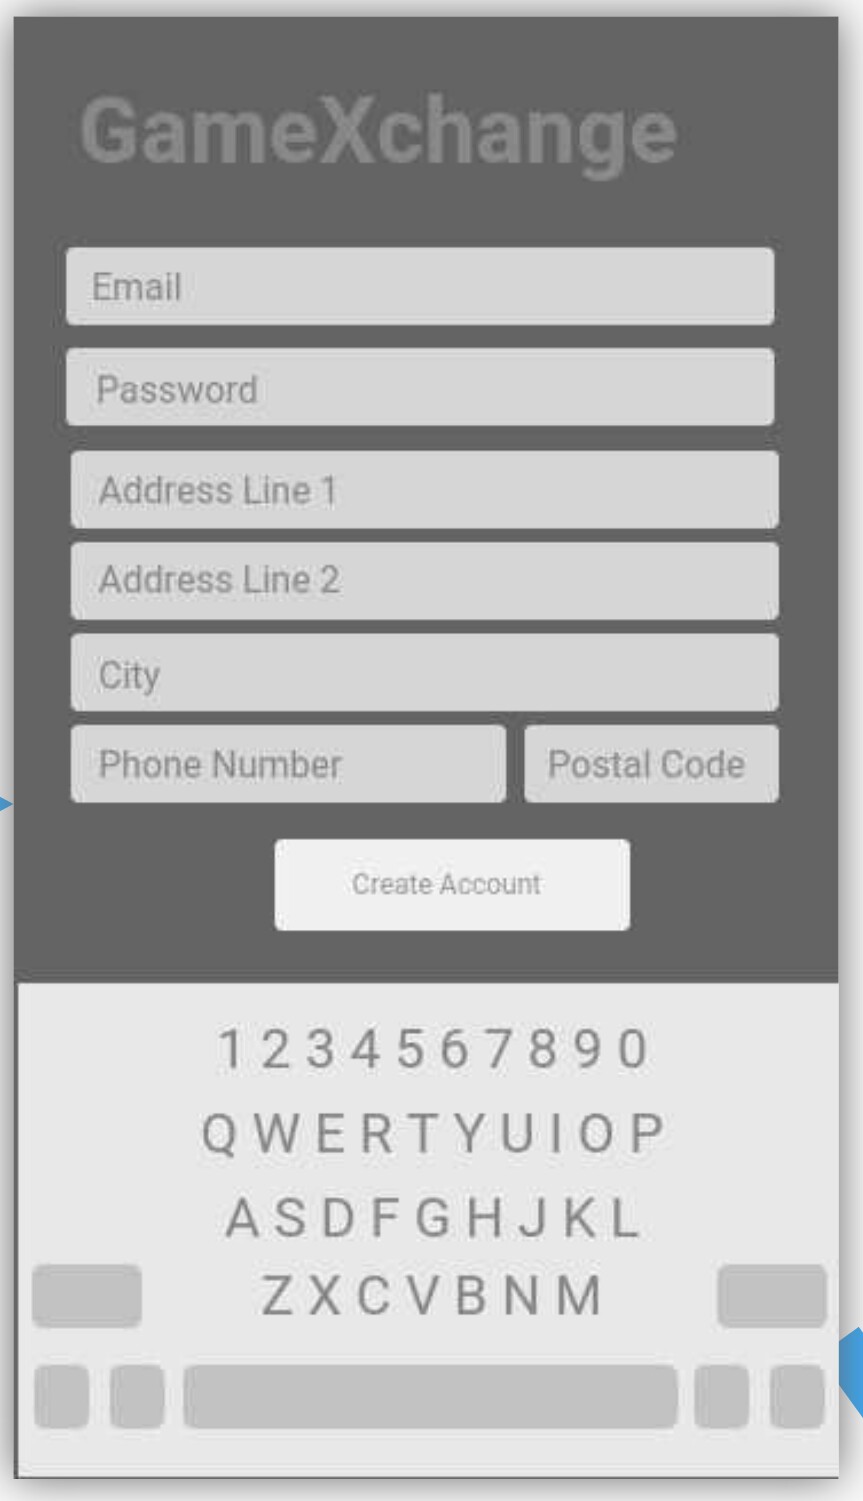 GameXchange
Email
Password
Address Line 1
Address Line 2
City
Phone Number Postal Code
Create Account
1 2 3 4 5 6 7 8 9 0
Q W E R T Y U I O P
A S D F G H J K L
Z X C V B N M